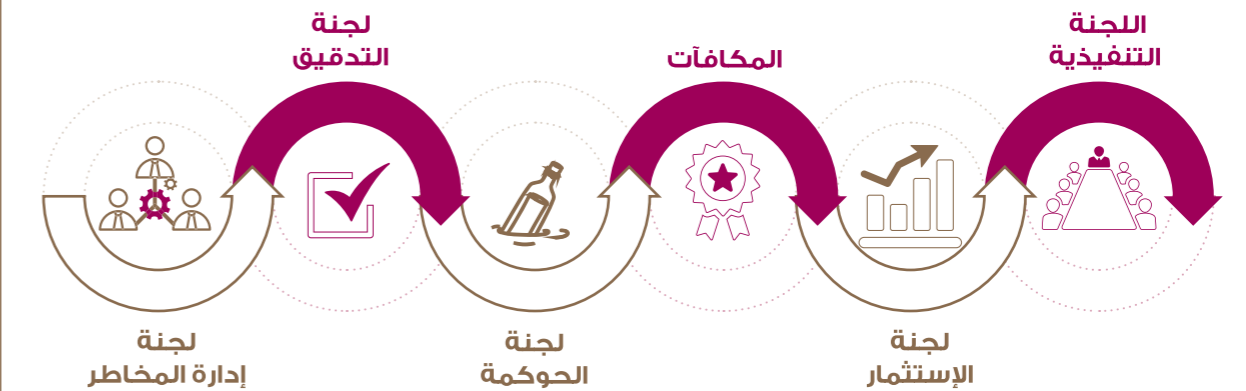 اللجنة
التنفيذية
المكافآت
لجنة
التدقيق
لجنة
الإستثمار
لجنة
الحوكمة
لجنة
إدارة المخاطر